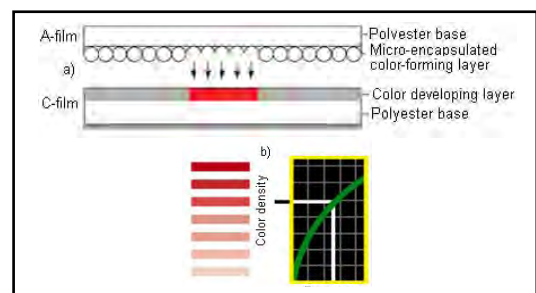 A-film
Polyester base
Micro-encapsulated
color-forming layer
a)
C-film
Color developing layer
Polyester base
b)
Color density